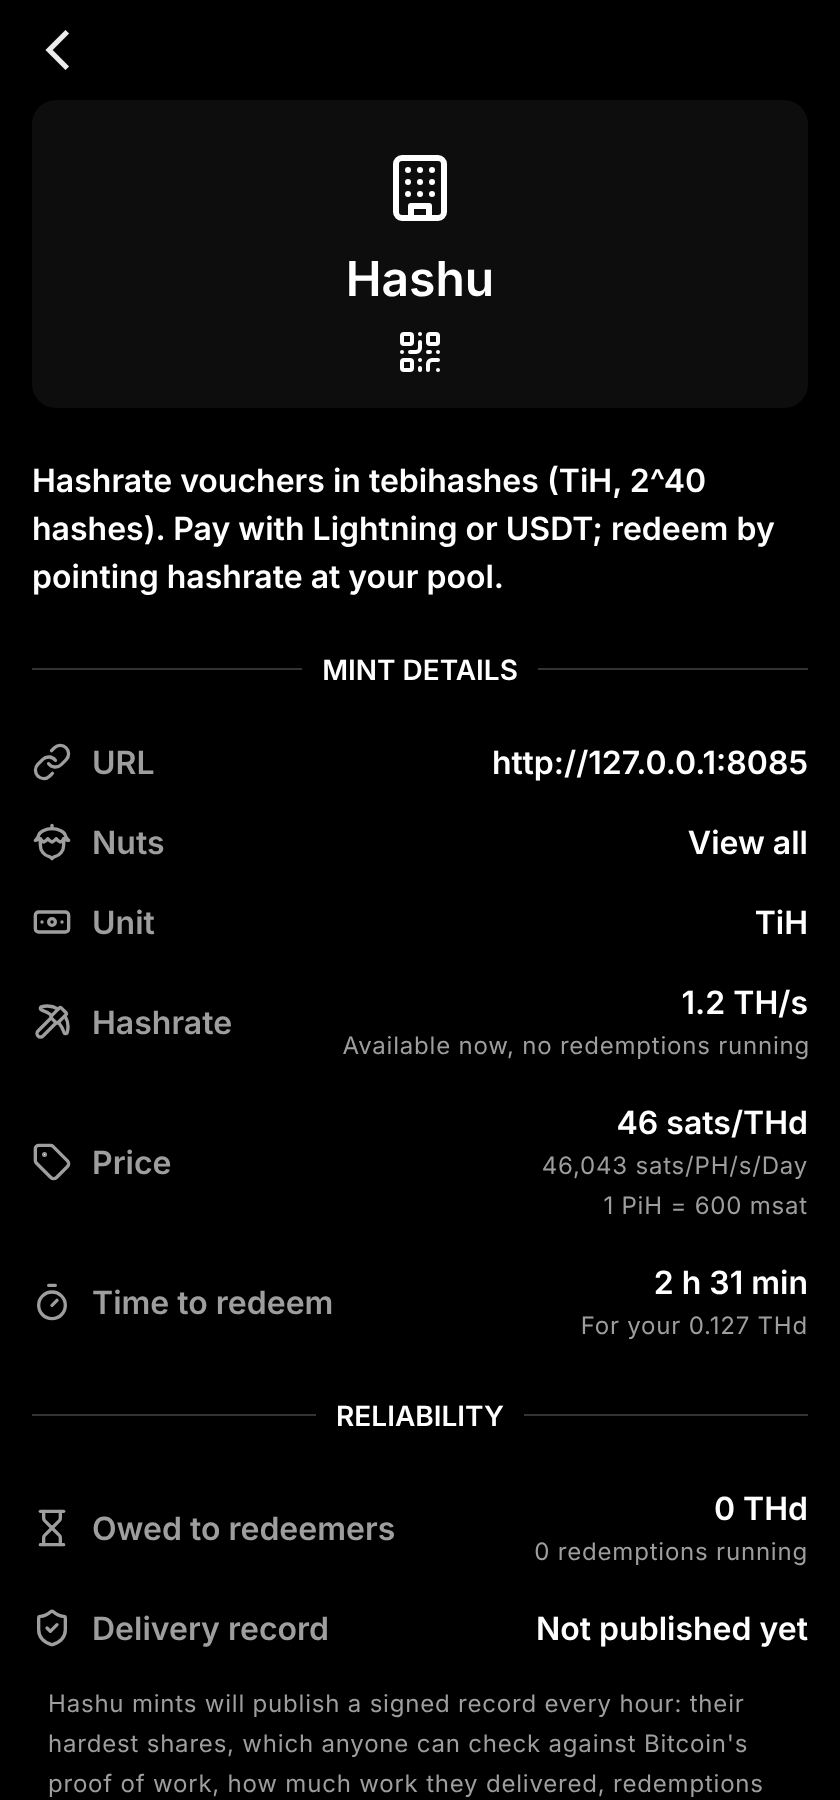 Hashu
Hashrate vouchers in tebihashes (TiH, 2^40
hashes). Pay with Lightning or USDT; redeem by
pointing hashrate at your pool.
MINT DETAILS
URL http://127.0.0.1:8085
Nuts View all
Unit TiH
Hashrate 1.2 TH/s
Available now, no redemptions running
Price 46 sats/THd
46,043 sats/PH/s/Day
1 PiH = 600 msat
Time to redeem 2 h 31 min
For your 0.127 THd
RELIABILITY
Owed to redeemers 0 THd
0 redemptions running
Delivery record Not published yet
Hashu mints will publish a signed record every hour: their
hardest shares, which anyone can check against Bitcoin's
proof of work, how much work they delivered, redemptions